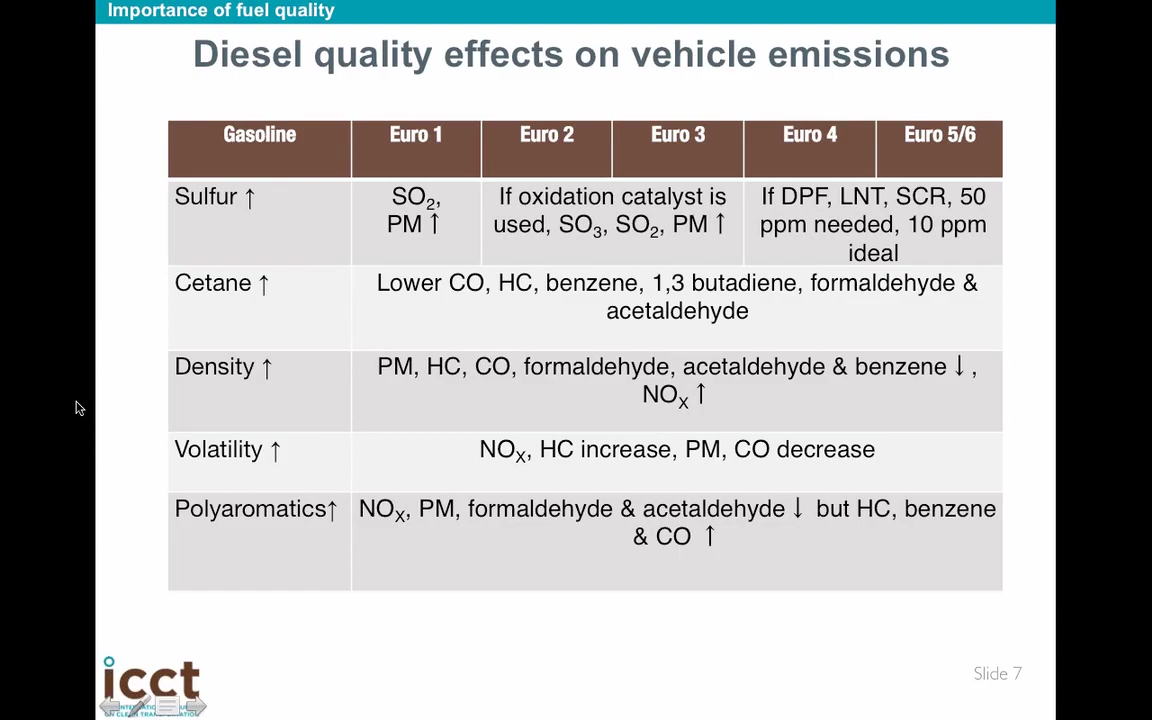 Importance of fuel quality
Diesel quality effects on vehicle emissions
Gasoline Euro 1 Euro 2 Euro 3 Euro 4 Euro 5/6
Sulfur ↑
SO₂,
PM ↑
If oxidation catalyst is
used, SO₃, SO₂, PM ↑
If DPF, LNT, SCR, 50
ppm needed, 10 ppm
ideal
Cetane ↑
Lower CO, HC, benzene, 1,3 butadiene, formaldehyde &
acetaldehyde
Density ↑
PM, HC, CO, formaldehyde, acetaldehyde & benzene ↓,
NOX ↑
Volatility ↑
NOX, HC increase, PM, CO decrease
Polyaromatics↑
NOX, PM, formaldehyde & acetaldehyde ↓ but HC, benzene
& CO ↑
icct
Slide 7